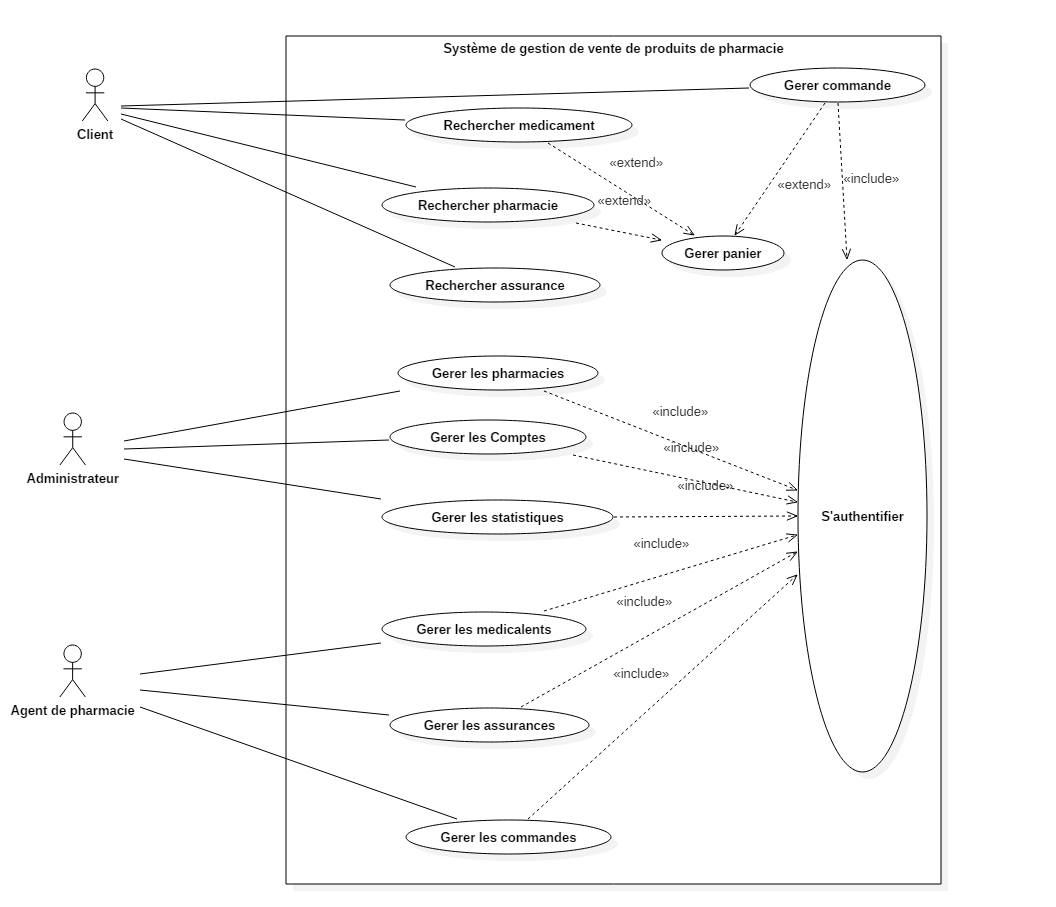 Système de gestion de vente de produits de pharmacie
Gerer commande
Client
Rechercher medicament
«extend»
«extend»
«include»
Rechercher pharmacie
«extend»
Gerer panier
Rechercher assurance
Gerer les pharmacies
«include»
Administrateur
Gerer les Comptes
«include»
«include»
Gerer les statistiques
S'authentifier
«include»
«include»
Gerer les medicalents
«include»
Agent de pharmacie
Gerer les assurances
Gerer les commandes